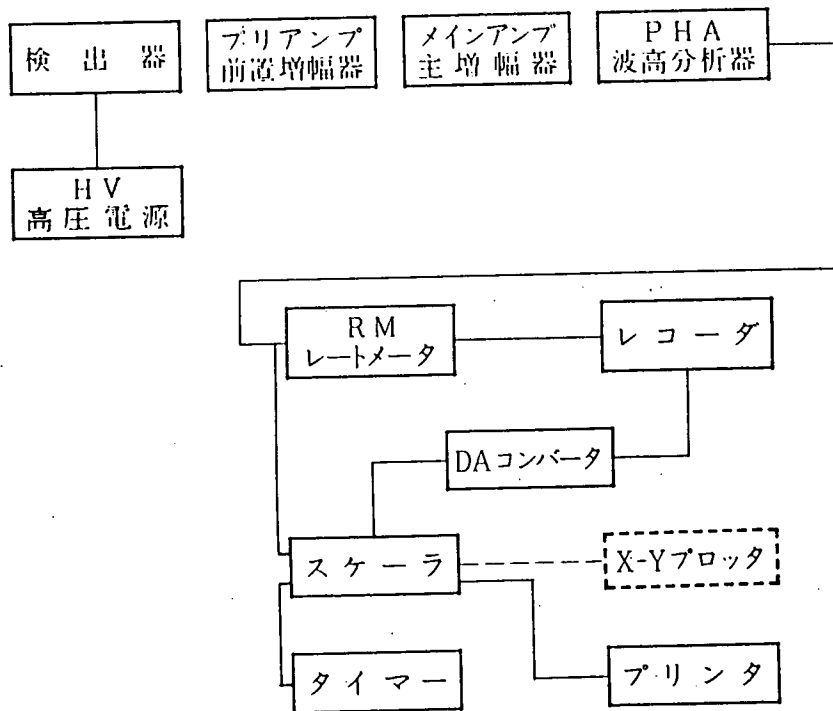 検出器
プリアンプ
前置増幅器
メインアンプ
主増幅器
PHA
波高分析器
HV
高圧電源
RM
レートメータ
レコーダ
DAコンバータ
スケーラ
X-Yプロッタ
タイマー
プリンタ